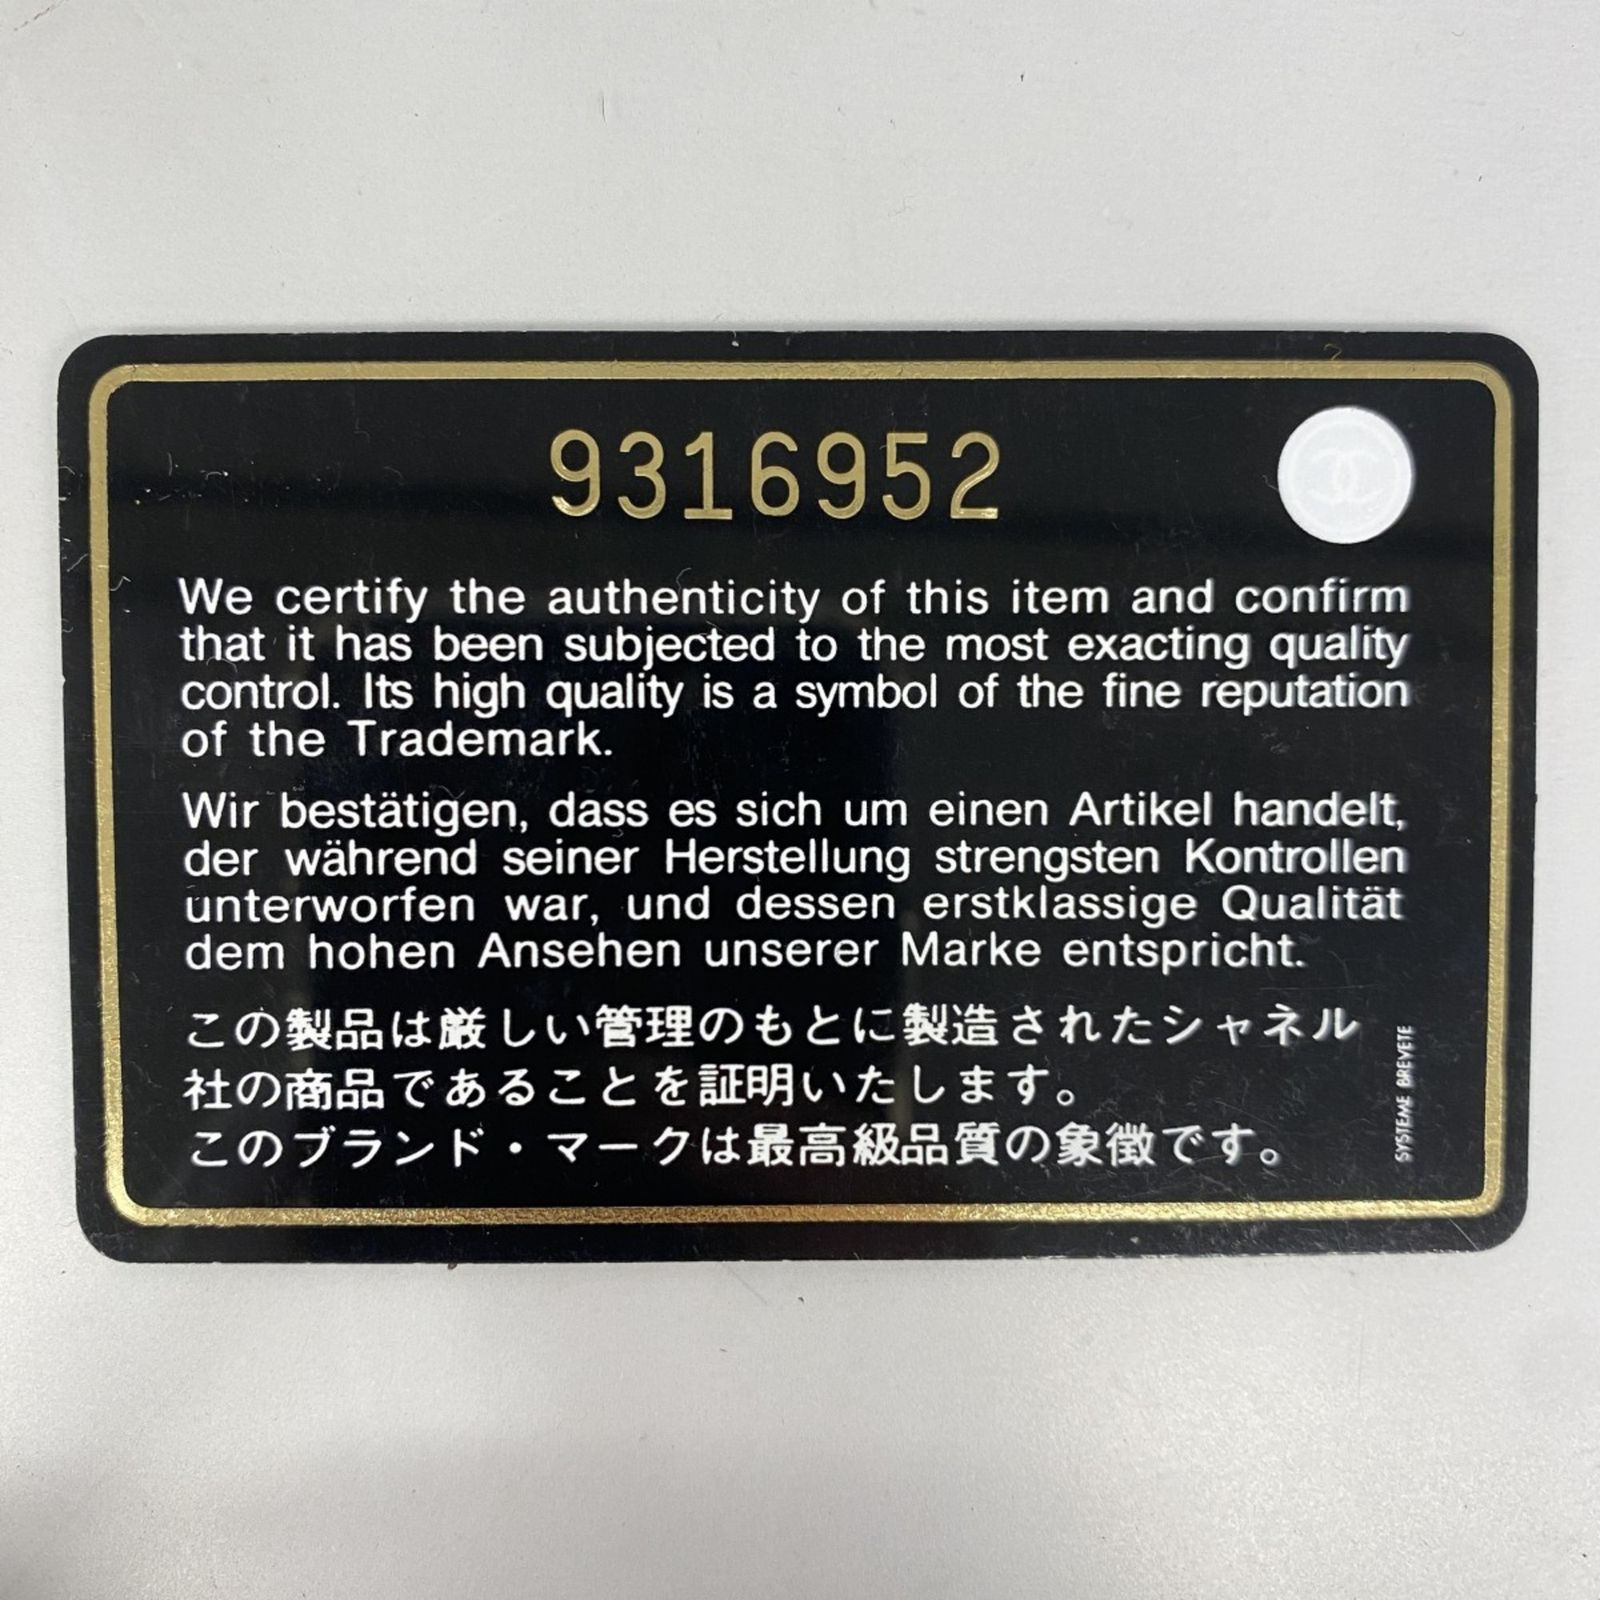 9316952
We certify the authenticity of this item and confirm
that it has been subjected to the most exacting quality
control. Its high quality is a symbol of the fine reputation
of the Trademark.
Wir bestätigen, dass es sich um einen Artikel handelt,
der während seiner Herstellung strengsten Kontrollen
unterworfen war, und dessen erstklassige Qualität
dem hohen Ansehen unserer Marke entspricht.
この製品は厳しい管理のもとに製造されたシャネル
社の商品であることを証明いたします。
このブランド・マークは最高級品質の象徴です。
SYSTEME BREVETE